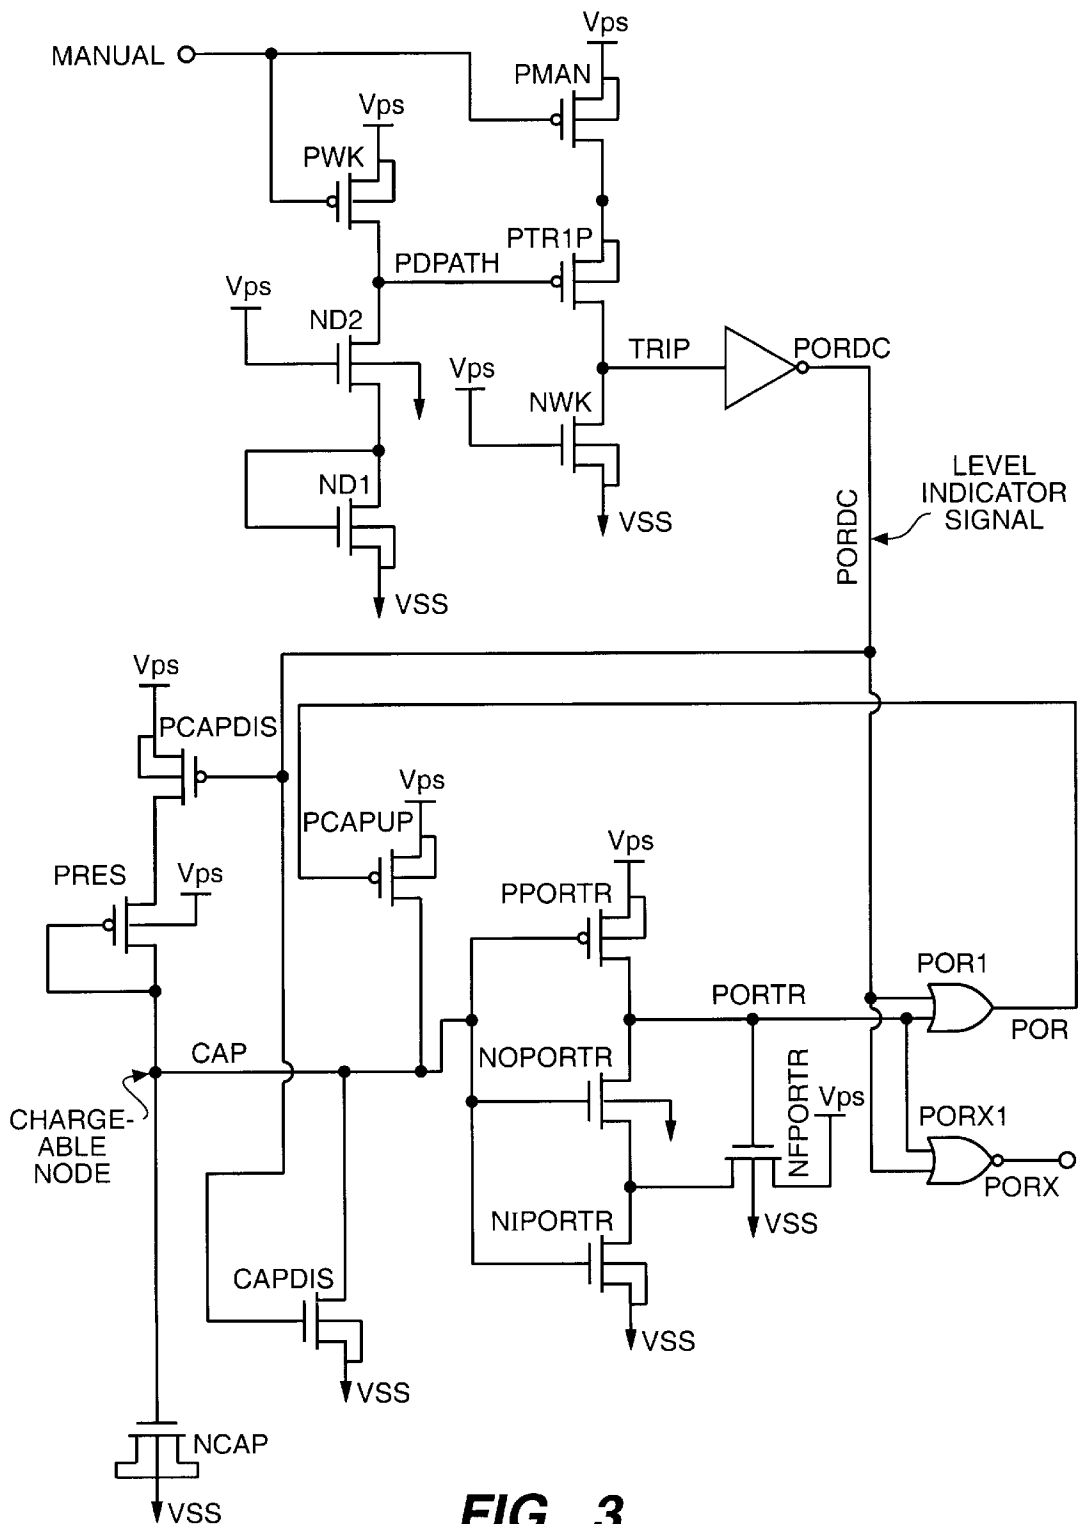 Vps
MANUAL
PMAN
Vps
PWK
PTR1P
PDPATH
Vps
ND2
TRIP
PORDC
Vps
NWK
LEVEL
INDICATOR
SIGNAL
ND1
PORDC
VSS
VSS
Vps
PCAPDIS
Vps
PCAPUP
Vps
PRES
Vps
PPORTR
POR1
PORTR
POR
CAP
NOPORTR
NFPORTR
Vps
CHARGE-
ABLE
NODE
PORX1
PORX
NIPORTR
VSS
CAPDIS
VSS
VSS
NCAP
VSS
FIG._3